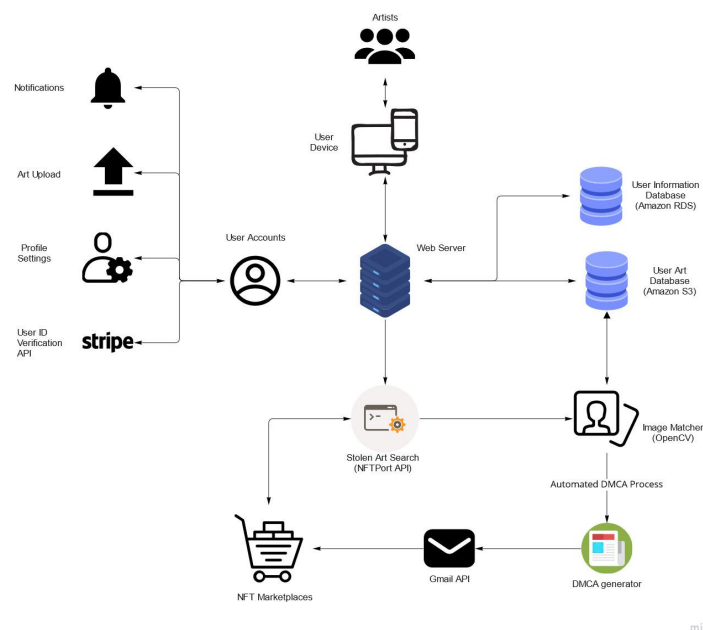 Artists
Notifications
User
Device
Art Upload
User Information
Database
(Amazon RDS)
Profile
Settings
User Accounts
Web Server
User Art
Database
(Amazon S3)
User ID
Verification
API
stripe
Image Matcher
(OpenCV)
Stolen Art Search
(NFTPort API)
Automated DMCA Process
Gmail API
DMCA generator
NFT Marketplaces
mi